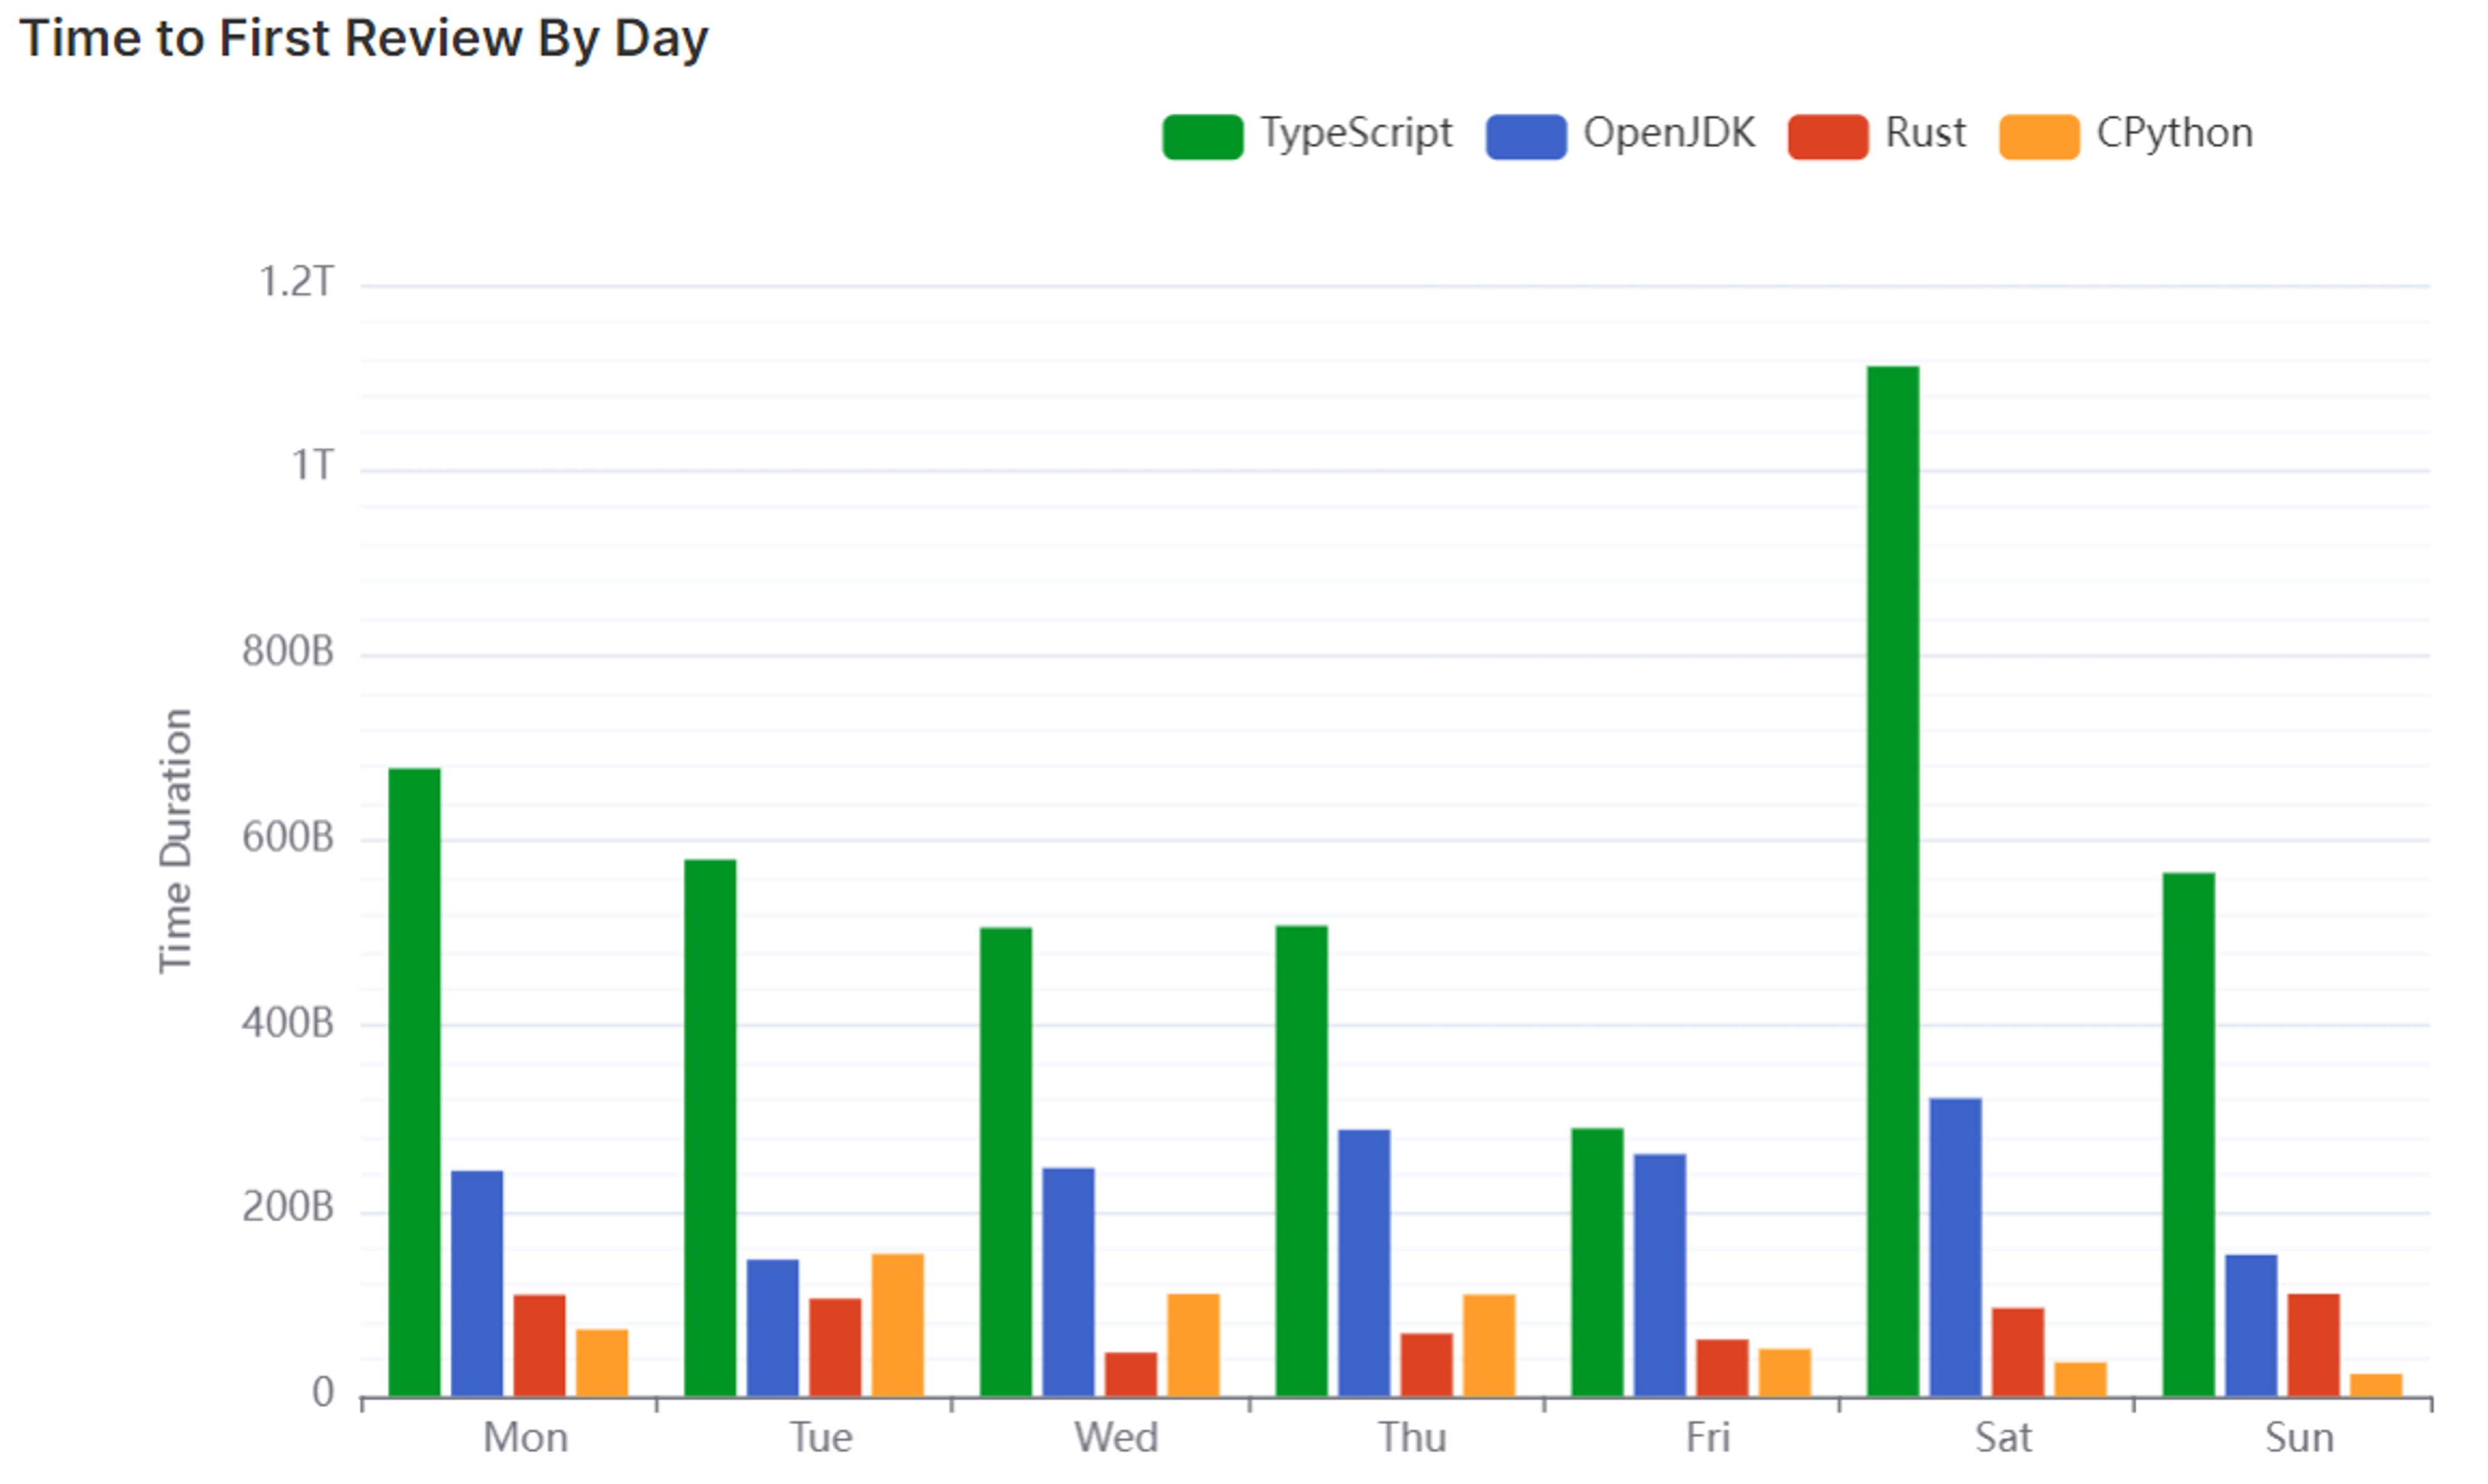 Time to First Review By Day
TypeScript OpenJDK Rust CPython
1.2T
1T
800B
600B
400B
200B
0
Time Duration
Mon Tue Wed Thu Fri Sat Sun